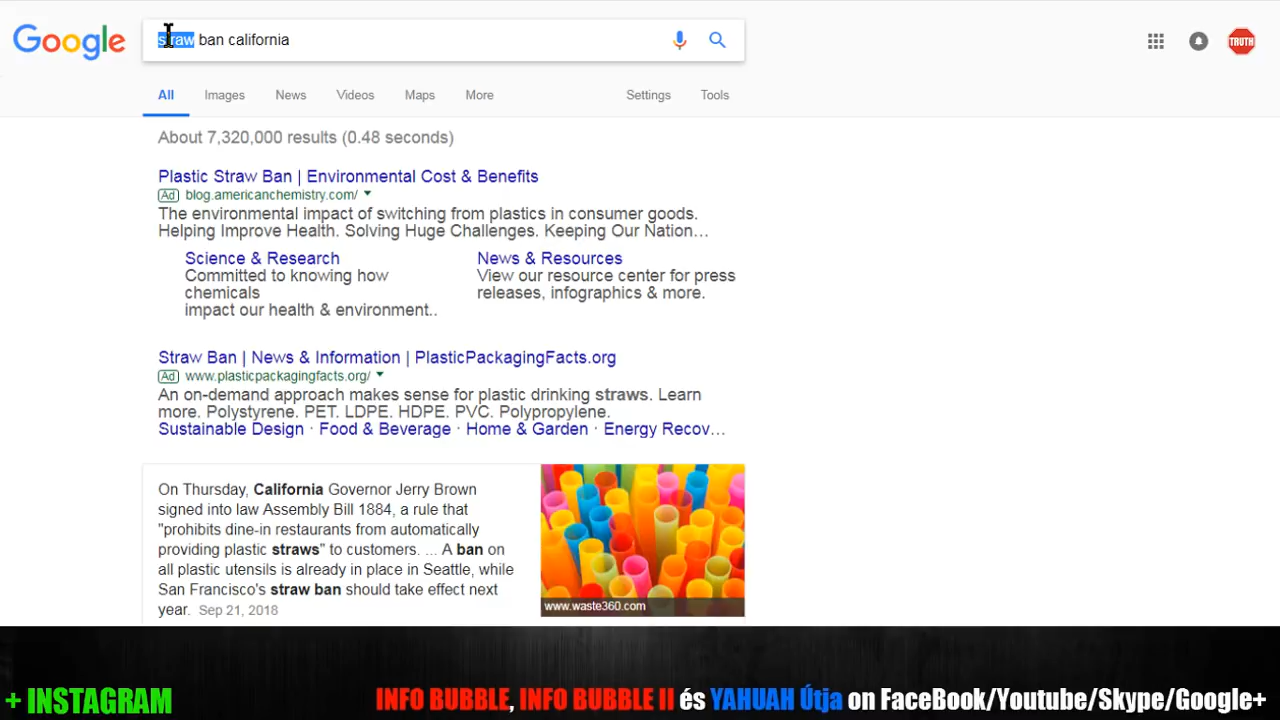 Google
straw ban california
TRUTH
All Images News Videos Maps More Settings Tools
About 7,320,000 results (0.48 seconds)
Plastic Straw Ban | Environmental Cost & Benefits
Ad blog.americanchemistry.com/
The environmental impact of switching from plastics in consumer goods.
Helping Improve Health. Solving Huge Challenges. Keeping Our Nation…
Science & Research
Committed to knowing how
chemicals
impact our health & environment..
News & Resources
View our resource center for press
releases, infographics & more.
Straw Ban | News & Information | PlasticPackagingFacts.org
Ad www.plasticpackagingfacts.org/
An on-demand approach makes sense for plastic drinking straws. Learn
more. Polystyrene. PET. LDPE. HDPE. PVC. Polypropylene.
Sustainable Design · Food & Beverage · Home & Garden · Energy Recov…
On Thursday, California Governor Jerry Brown
signed into law Assembly Bill 1884, a rule that
"prohibits dine-in restaurants from automatically
providing plastic straws" to customers. ... A ban on
all plastic utensils is already in place in Seattle, while
San Francisco's straw ban should take effect next
year. Sep 21, 2018
www.waste360.com
+ INSTAGRAM
INFO BUBBLE, INFO BUBBLE II és YAHUAH Útja on FaceBook/Youtube/Skype/Google+